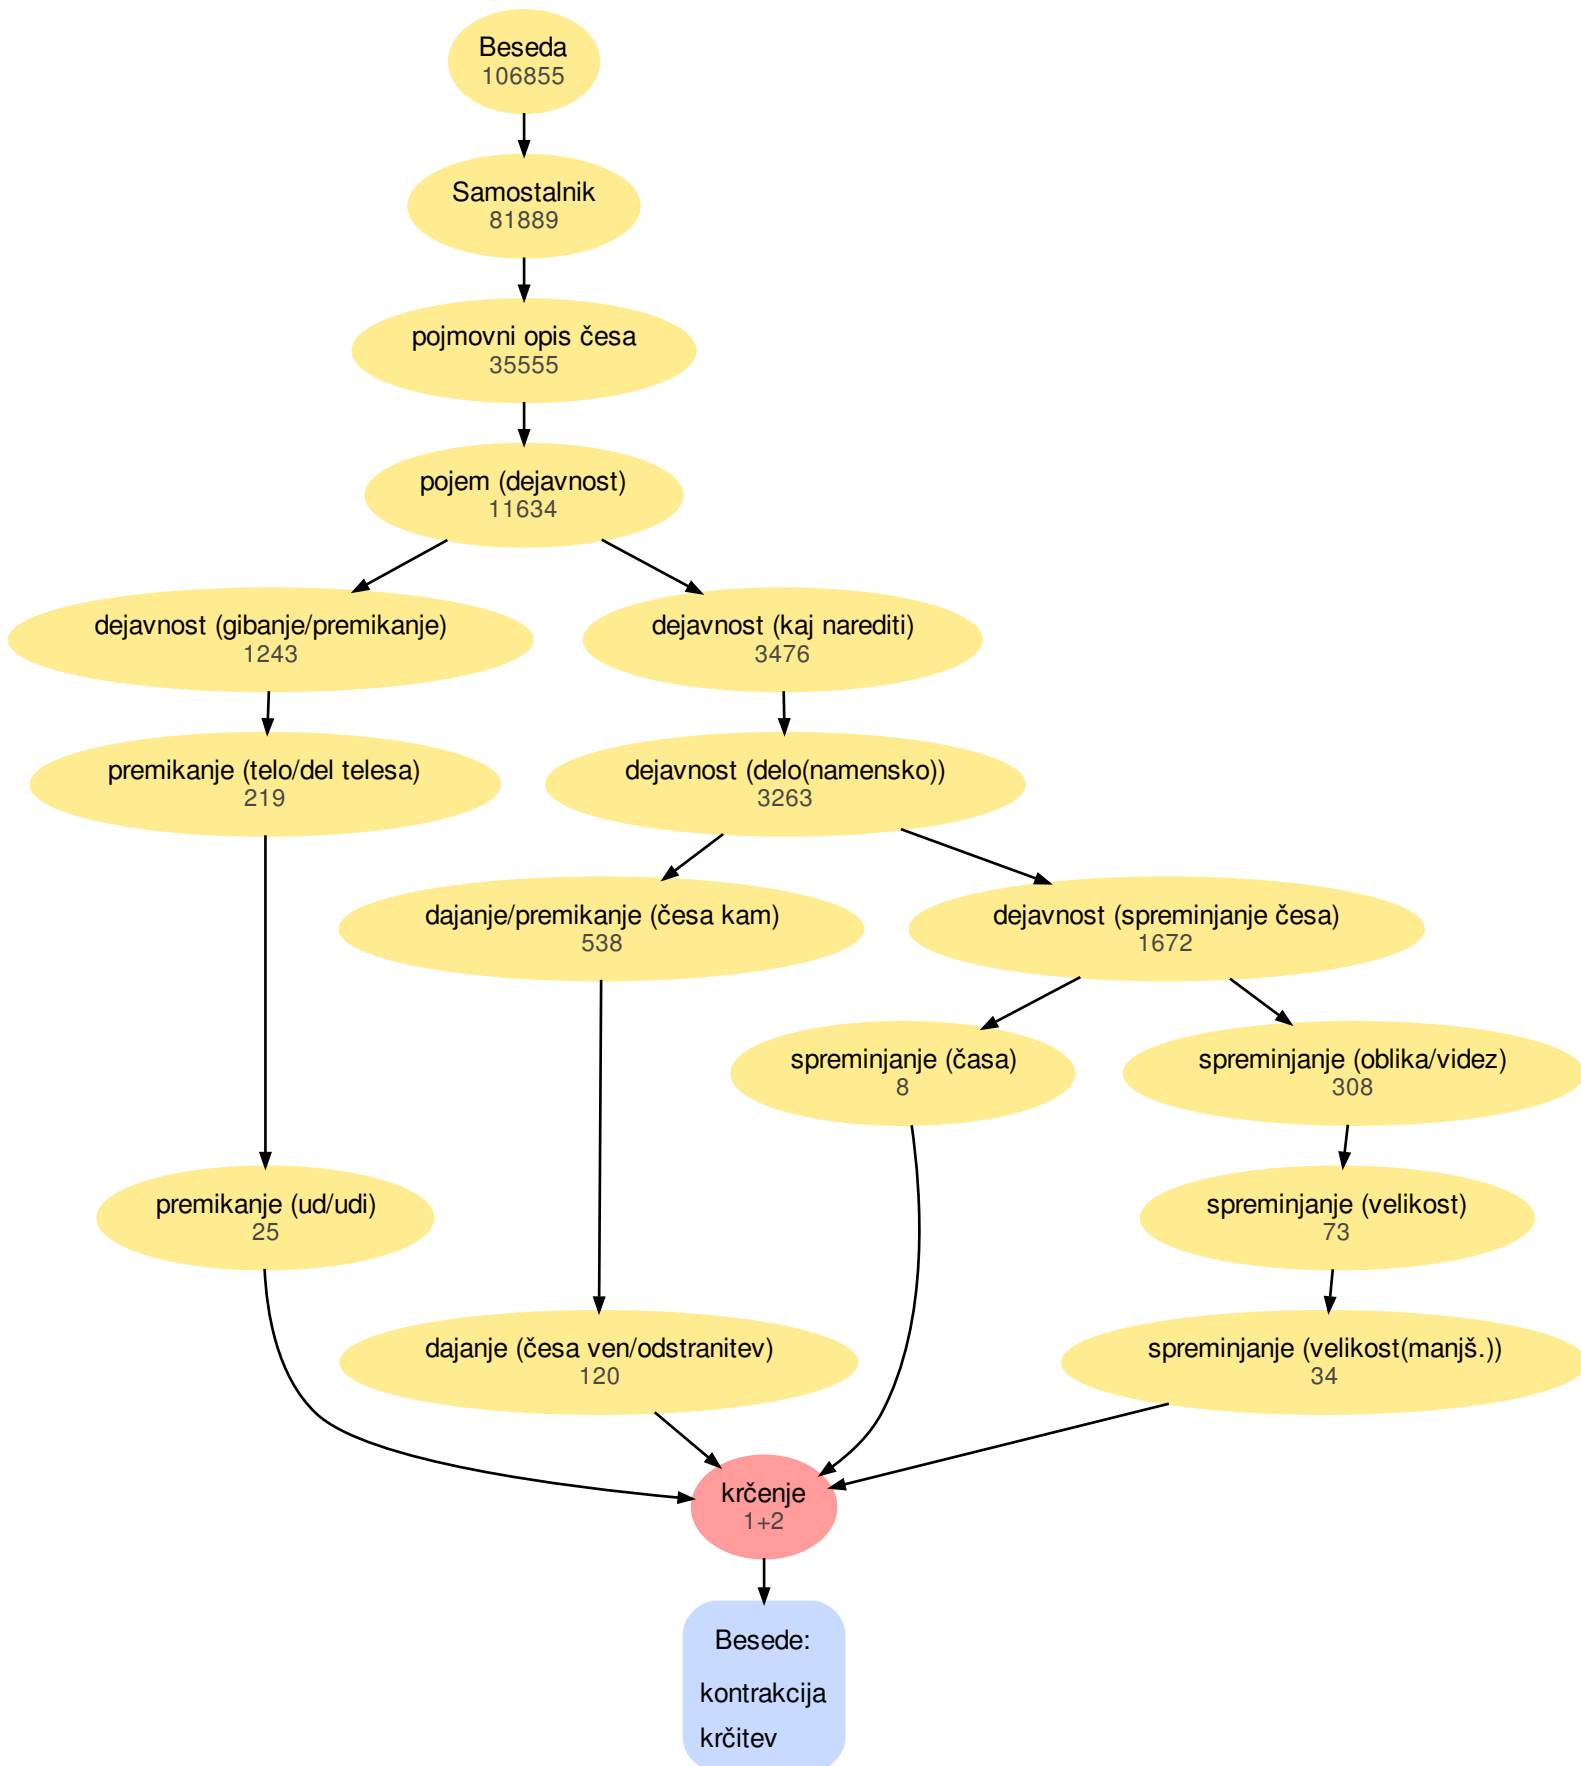 Beseda
106855
Samostalnik
81889
pojmovni opis česa
35555
pojem (dejavnost)
11634
dejavnost (gibanje/premikanje)
1243
dejavnost (kaj narediti)
3476
premikanje (telo/del telesa)
219
dejavnost (delo(namensko))
3263
dajanje/premikanje (česa kam)
538
dejavnost (spreminjanje česa)
1672
spreminjanje (časa)
8
spreminjanje (oblika/videz)
308
premikanje (ud/udi)
25
spreminjanje (velikost)
73
dajanje (česa ven/odstranitev)
120
spreminjanje (velikost(manjš.))
34
krčenje
1+2
Besede:
kontrakcija
krčitev